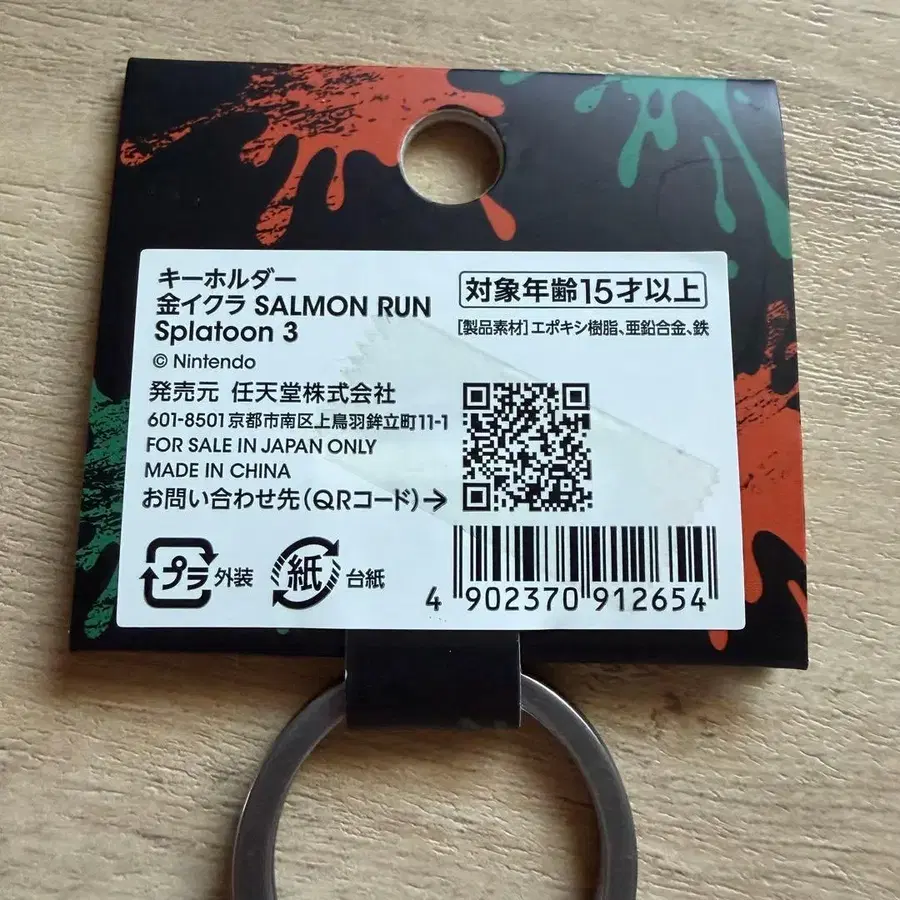 キーホルダー
金イクラ SALMON RUN
Splatoon 3
© Nintendo
対象年齢15才以上
[製品素材]エポキシ樹脂、亜鉛合金、鉄
発売元 任天堂株式会社
601-8501京都市南区上鳥羽鉾立町11-1
FOR SALE IN JAPAN ONLY
MADE IN CHINA
お問い合わせ先(QRコード)→
プラ 外装
紙 台紙
4 902370 912654